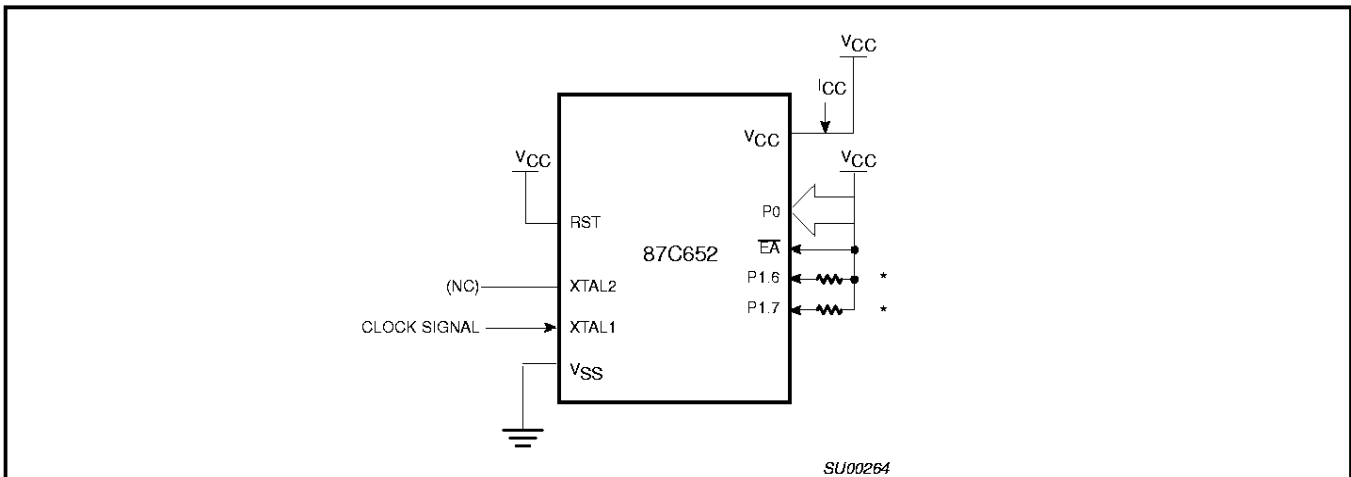 VCC
ICC
VCC
VCC
VCC
P0
RST
EA
87C652
P1.6 *
(NC) XTAL2
P1.7 *
CLOCK SIGNAL XTAL1
VSS
SU00264